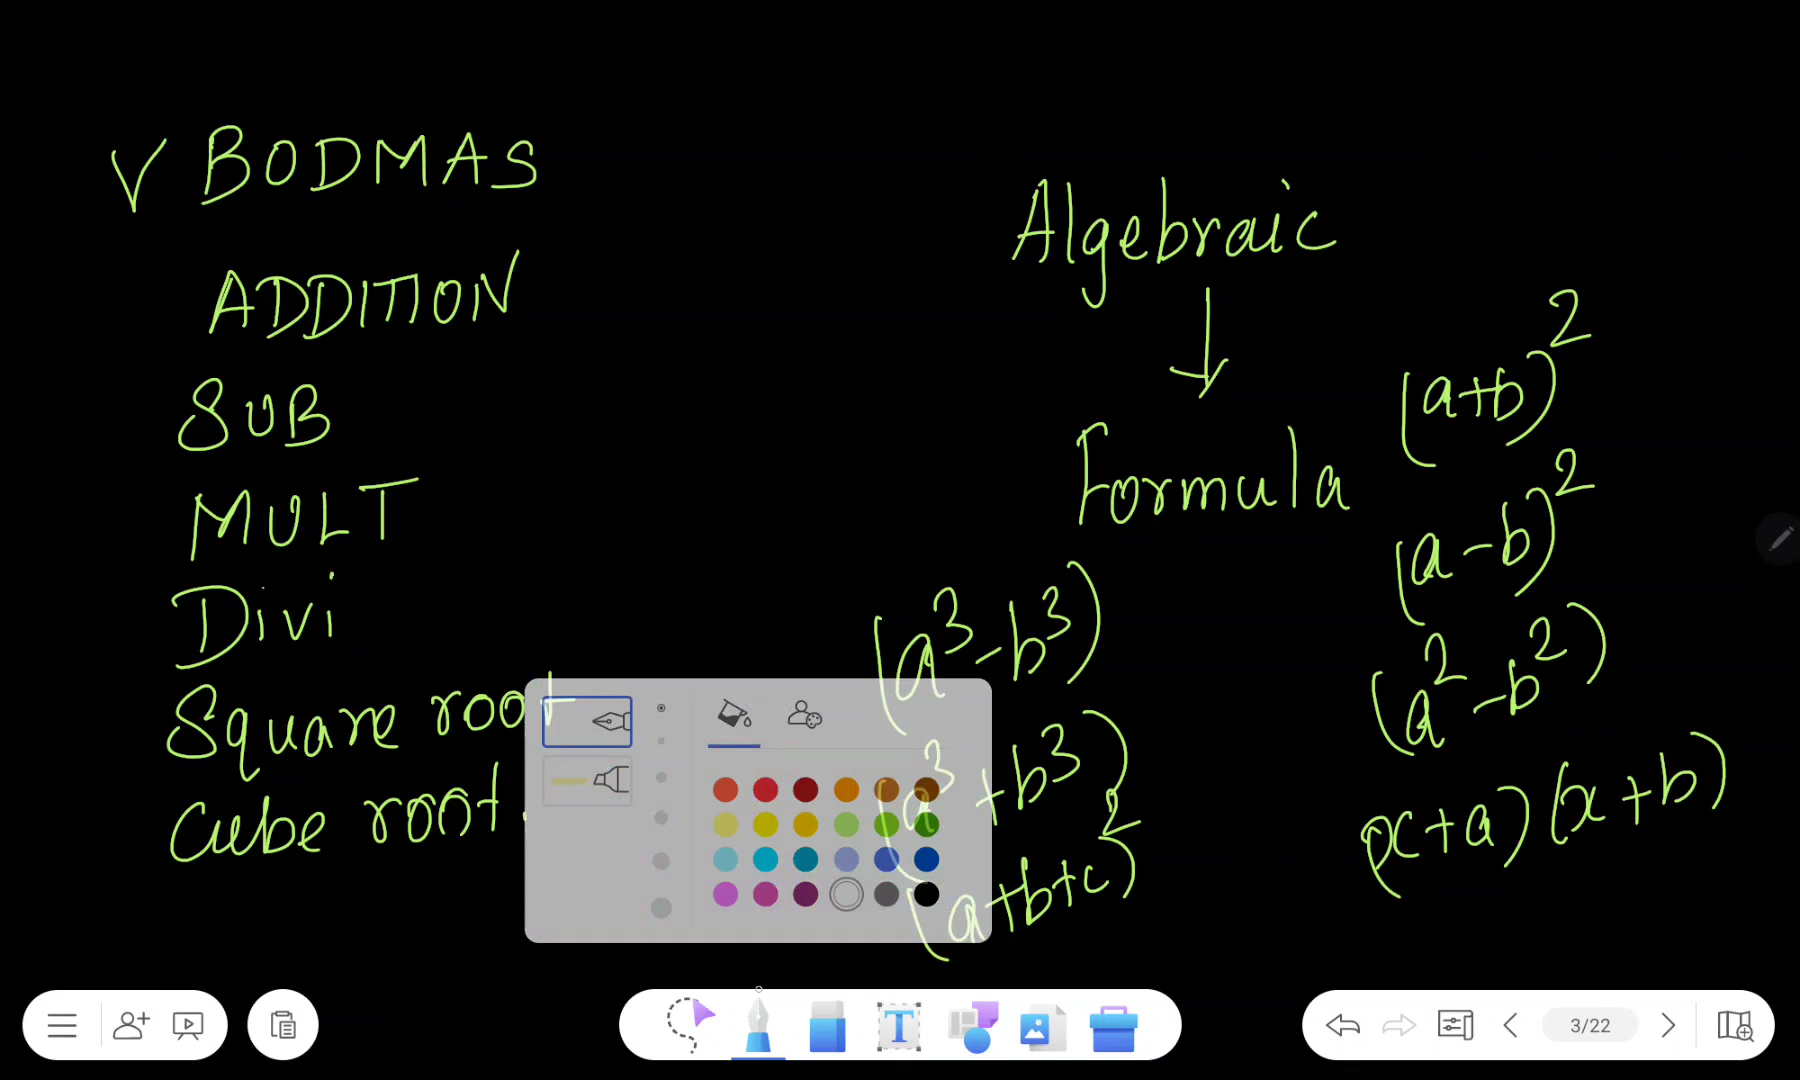 ✓ BODMAS
ADDITION
SUB
MULT
Divi
Square root
Cube root.
Algebraic
↓
Formula
(a+b)²
(a-b)²
(a²-b²)
(x+a)(x+b)
(a³-b³)
(a³+b³)
(a+b+c)²
T
3/22